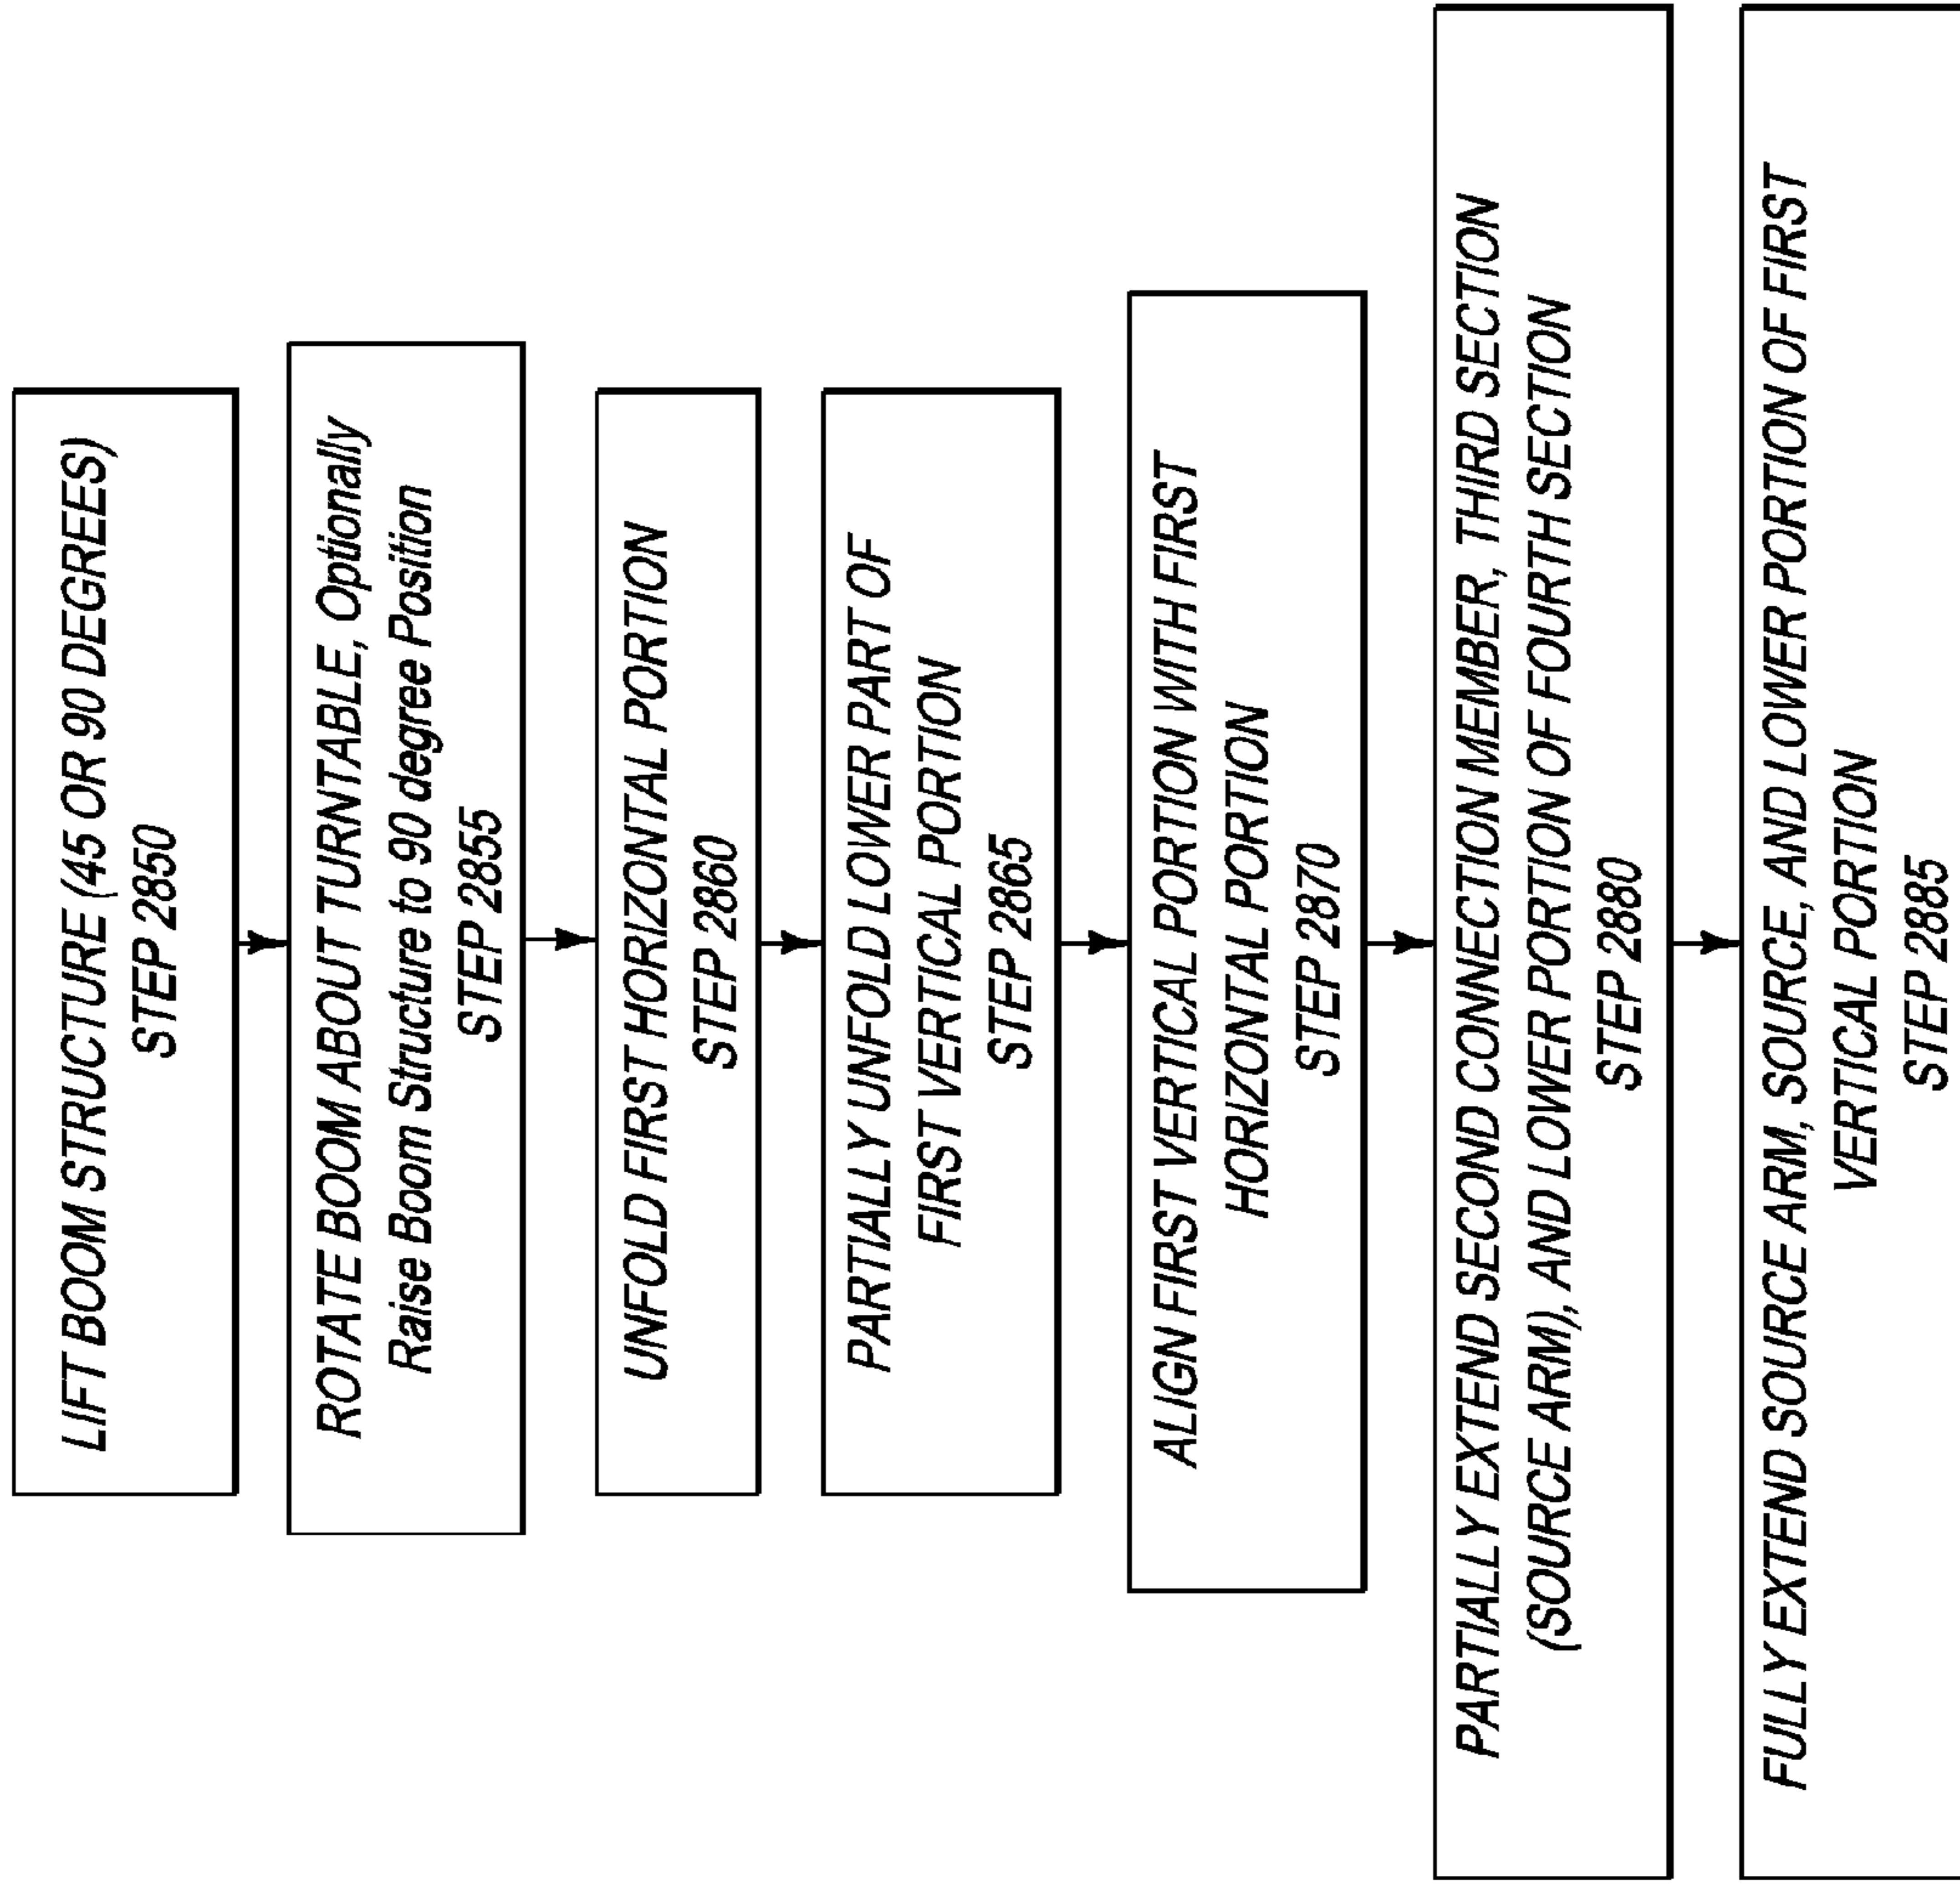 LIFT BOOM STRUCTURE (45 OR 90 DEGREES)
STEP 2850
ROTATE BOOM ABOUT TURNTABLE, Optionally
Raise Boom Structure to 90 degree Position
STEP 2855
UNFOLD FIRST HORIZONTAL PORTION
STEP 2860
PARTIALLY UNFOLD LOWER PART OF
FIRST VERTICAL PORTION
STEP 2865
ALIGN FIRST VERTICAL PORTION WITH FIRST
HORIZONTAL PORTION
STEP 2870
PARTIALLY EXTEND SECOND CONNECTION MEMBER, THIRD SECTION
(SOURCE ARM), AND LOWER PORTION OF FOURTH SECTION
STEP 2880
FULLY EXTEND SOURCE ARM, SOURCE, AND LOWER PORTION OF FIRST
VERTICAL PORTION
STEP 2885